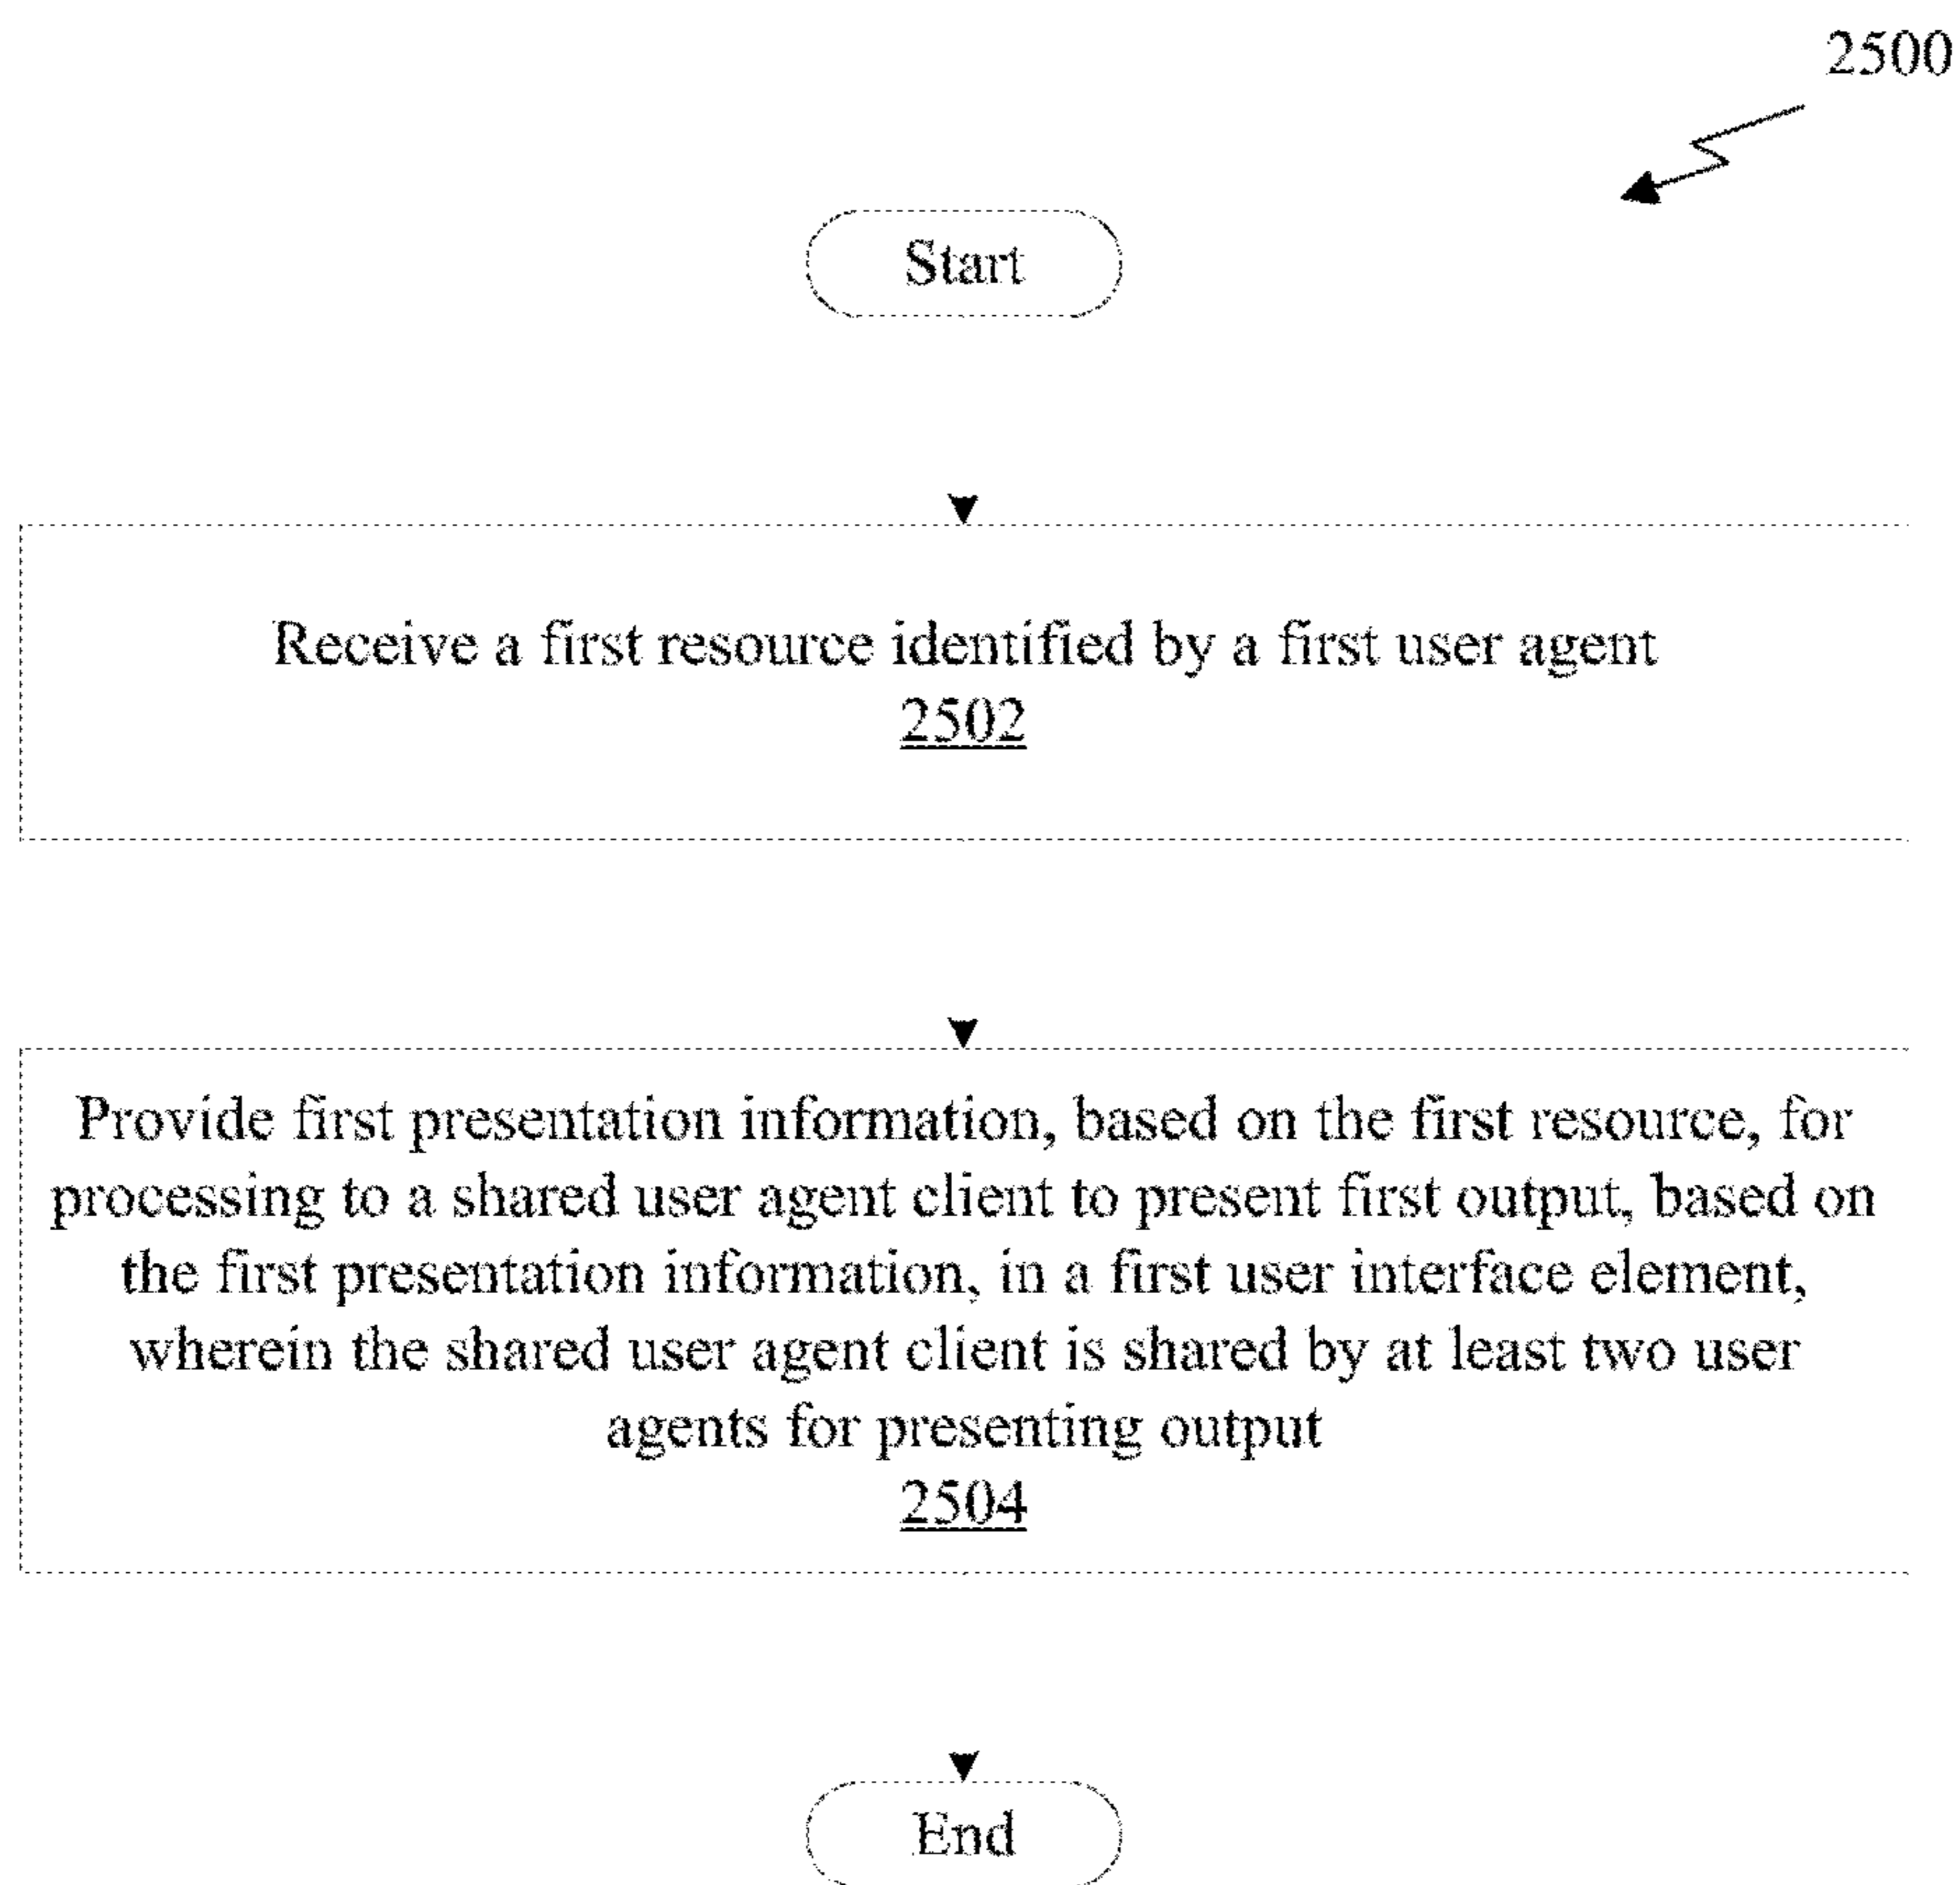 2500
Start
Receive a first resource identified by a first user agent
2502
Provide first presentation information, based on the first resource, for
processing to a shared user agent client to present first output, based on
the first presentation information, in a first user interface element,
wherein the shared user agent client is shared by at least two user
agents for presenting output
2504
End